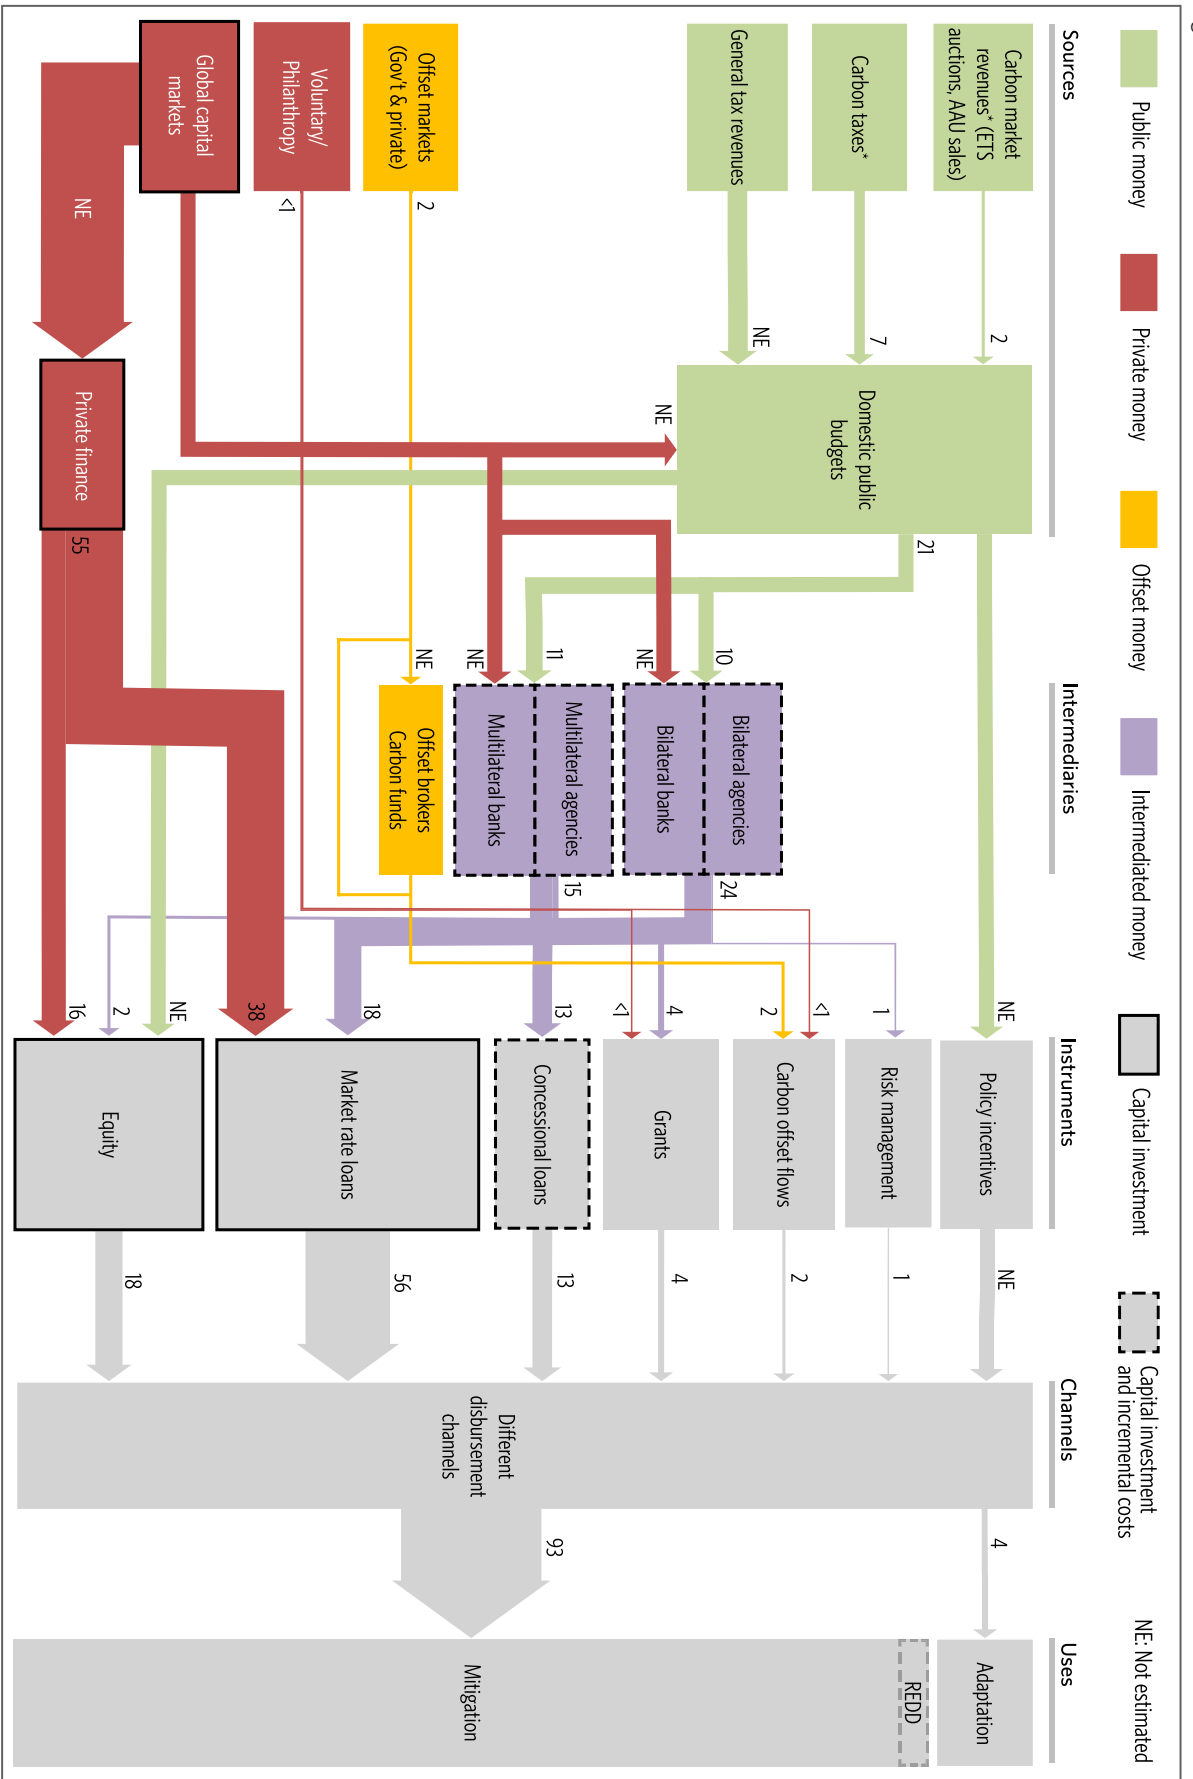 Public money
Private money
Offset money
Intermediated money
Capital investment
Capital investment
and incremental costs
NE: Not estimated
Sources
Intermediaries
Instruments
Channels
Uses
Carbon market
revenues* (ETS
auctions, AAU sales)
2
Carbon taxes*
7
General tax revenues
NE
Domestic public
budgets
NE
21
Offset markets
(Gov't & private)
2
Voluntary/
Philanthropy
<1
Global capital
markets
NE
Private finance
55
10
NE
11
NE
NE
Bilateral agencies
Bilateral banks
24
Multilateral agencies
Multilateral banks
15
Offset brokers
Carbon funds
NE
1
<1
2
4
<1
13
18
38
NE
2
16
Policy incentives
Risk management
Carbon offset flows
Grants
Concessional loans
Market rate loans
Equity
NE
1
2
4
13
56
18
Different
disbursement
channels
4
93
Adaptation
REDD
Mitigation